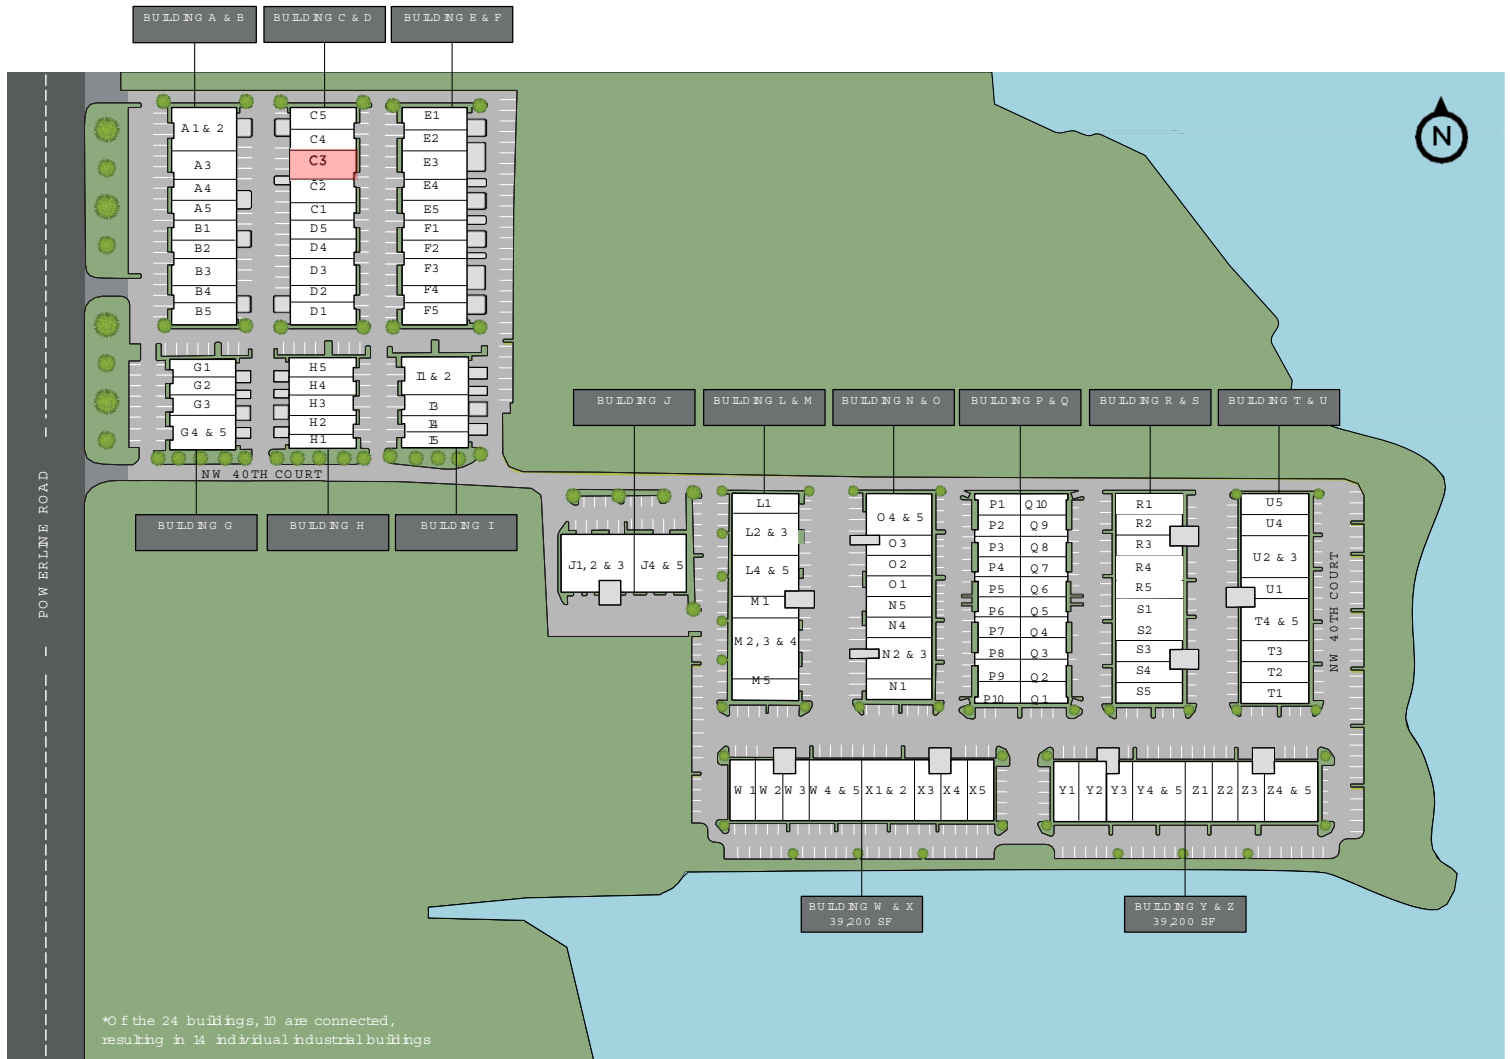 BUILDING A & B
BUILDING C & D
BUILDING E & F
A1 & 2
A3
A4
A5
B1
B2
B3
B4
B5
C5
C4
C3
C2
C1
D5
D4
D3
D2
D1
E1
E2
E3
E4
E5
F1
F2
F3
F4
F5
N
G1
G2
G3
G4 & 5
H5
H4
H3
H2
H1
I1 & 2
I3
I4
I5
NW 40TH COURT
POWERLINE ROAD
BUILDING G
BUILDING H
BUILDING I
BUILDING J
BUILDING L & M
BUILDING N & O
BUILDING P & Q
BUILDING R & S
BUILDING T & U
J1, 2 & 3
J4 & 5
L1
L2 & 3
L4 & 5
M1
M2, 3 & 4
M5
O4 & 5
O3
O2
O1
N5
N4
N2 & 3
N1
P1 Q10
P2 Q9
P3 Q8
P4 Q7
P5 Q6
P6 Q5
P7 Q4
P8 Q3
P9 Q2
P10 Q1
R1
R2
R3
R4
R5
S1
S2
S3
S4
S5
U5
U4
U2 & 3
U1
T4 & 5
T3
T2
T1
NW 40TH COURT
W1 W2 W3 W4 & 5 X1 & 2 X3 X4 X5
Y1 Y2 Y3 Y4 & 5 Z1 Z2 Z3 Z4 & 5
BUILDING W & X
39,200 SF
BUILDING Y & Z
39,200 SF
*Of the 24 buildings, 10 are connected,
resulting in 14 individual industrial buildings